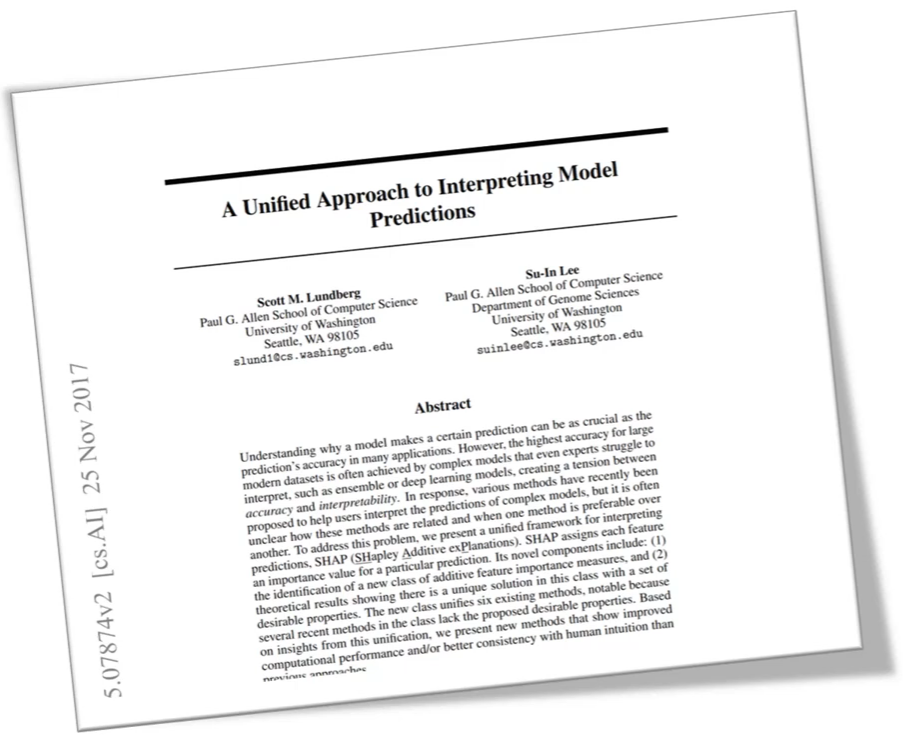 A Unified Approach to Interpreting Model
Predictions
Scott M. Lundberg
Paul G. Allen School of Computer Science
University of Washington
Seattle, WA 98105
slund1@cs.washington.edu
Su-In Lee
Paul G. Allen School of Computer Science
Department of Genome Sciences
University of Washington
Seattle, WA 98105
suinlee@cs.washington.edu
Abstract
Understanding why a model makes a certain prediction can be as crucial as the
prediction's accuracy in many applications. However, the highest accuracy for large
modern datasets is often achieved by complex models that even experts struggle to
interpret, such as ensemble or deep learning models, creating a tension between
accuracy and interpretability. In response, various methods have recently been
proposed to help users interpret the predictions of complex models, but it is often
unclear how these methods are related and when one method is preferable over
another. To address this problem, we present a unified framework for interpreting
predictions, SHAP (SHapley Additive exPlanations). SHAP assigns each feature
an importance value for a particular prediction. Its novel components include: (1)
the identification of a new class of additive feature importance measures, and (2)
theoretical results showing there is a unique solution in this class with a set of
desirable properties. The new class unifies six existing methods, notable because
several recent methods in the class lack the proposed desirable properties. Based
on insights from this unification, we present new methods that show improved
computational performance and/or better consistency with human intuition than
previous approaches
5.07874v2 [cs.AI] 25 Nov 2017